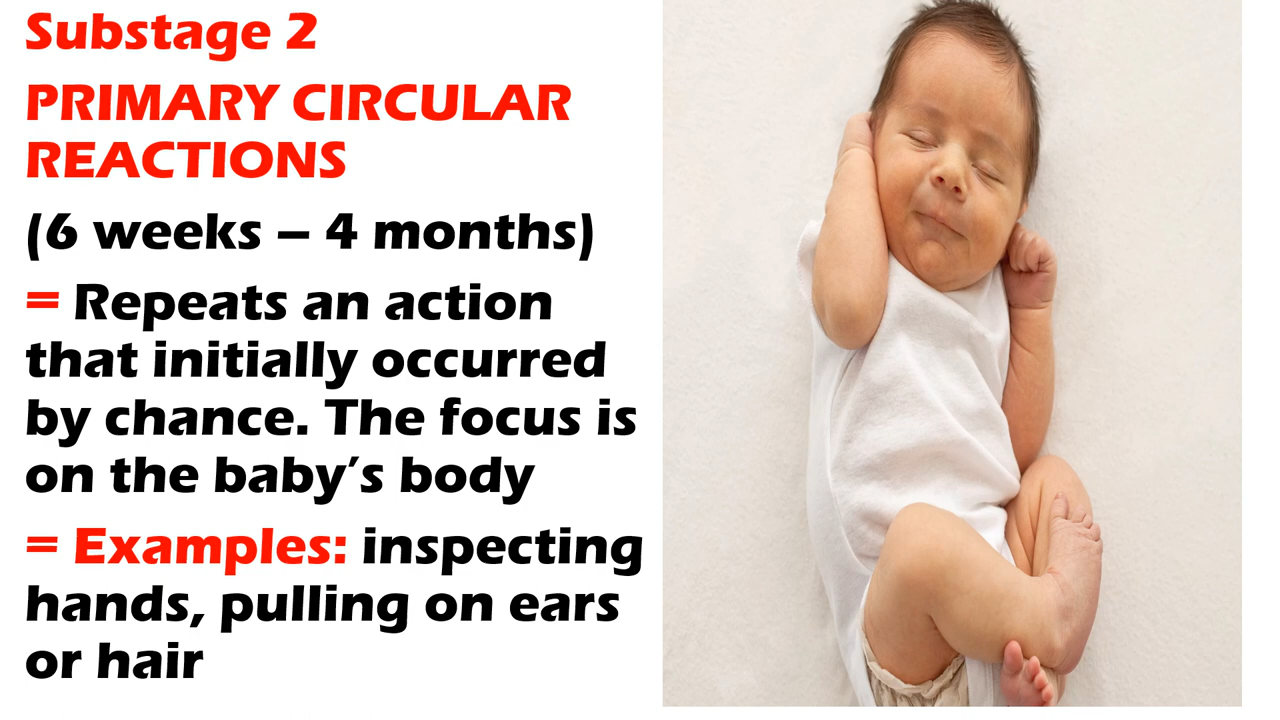 Substage 2
PRIMARY CIRCULAR
REACTIONS
(6 weeks – 4 months)
= Repeats an action
that initially occurred
by chance. The focus is
on the baby’s body
= Examples: inspecting
hands, pulling on ears
or hair